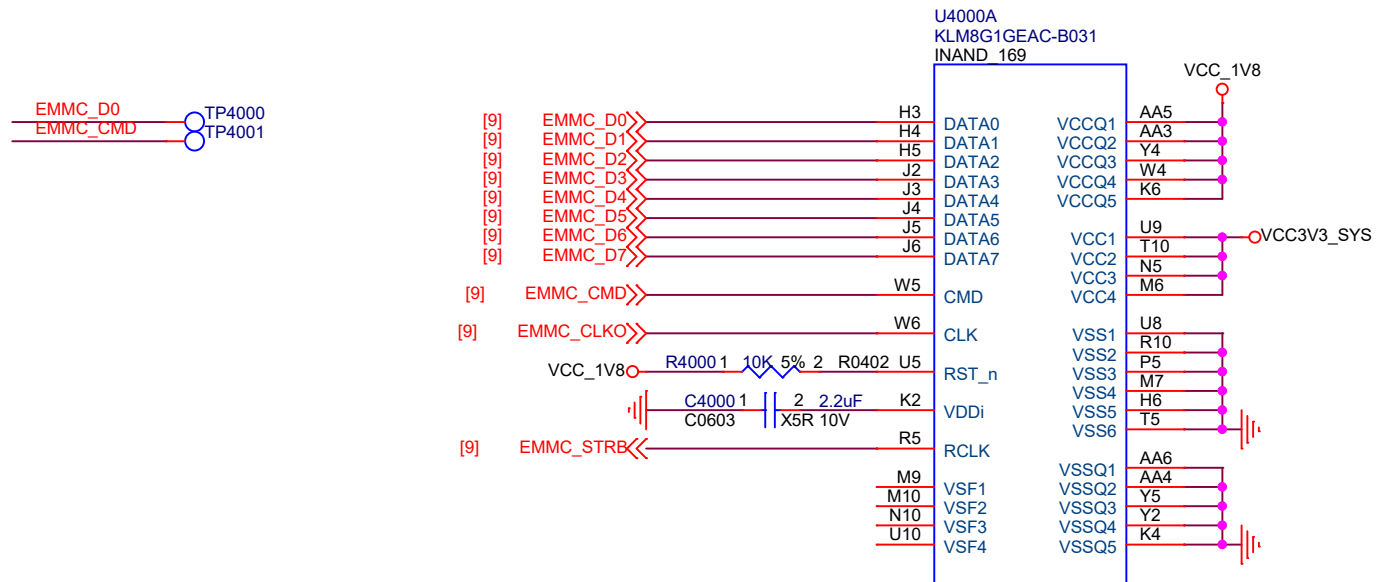 U4000A
KLM8G1GEAC-B031
INAND_169
VCC_1V8
EMMC_D0 TP4000
EMMC_CMD TP4001
[9] EMMC_D0 H3 DATA0 VCCQ1 AA5
[9] EMMC_D1 H4 DATA1 VCCQ2 AA3
[9] EMMC_D2 H5 DATA2 VCCQ3 Y4
[9] EMMC_D3 J2 DATA3 VCCQ4 W4
[9] EMMC_D4 J3 DATA4 VCCQ5 K6
[9] EMMC_D5 J4 DATA5
[9] EMMC_D6 J5 DATA6 VCC1 U9 VCC3V3_SYS
[9] EMMC_D7 J6 DATA7 VCC2 T10
VCC3 N5
[9] EMMC_CMD W5 CMD VCC4 M6
[9] EMMC_CLKO W6 CLK VSS1 U8
VSS2 R10
VCC_1V8 R4000 1 10K 5% 2 R0402 U5 RST_n VSS3 P5
VSS4 M7
C4000 1 2 2.2uF K2 VDDi VSS5 H6
C0603 X5R 10V VSS6 T5
[9] EMMC_STRB R5 RCLK
VSSQ1 AA6
M9 VSF1 VSSQ2 AA4
M10 VSF2 VSSQ3 Y5
N10 VSF3 VSSQ4 Y2
U10 VSF4 VSSQ5 K4